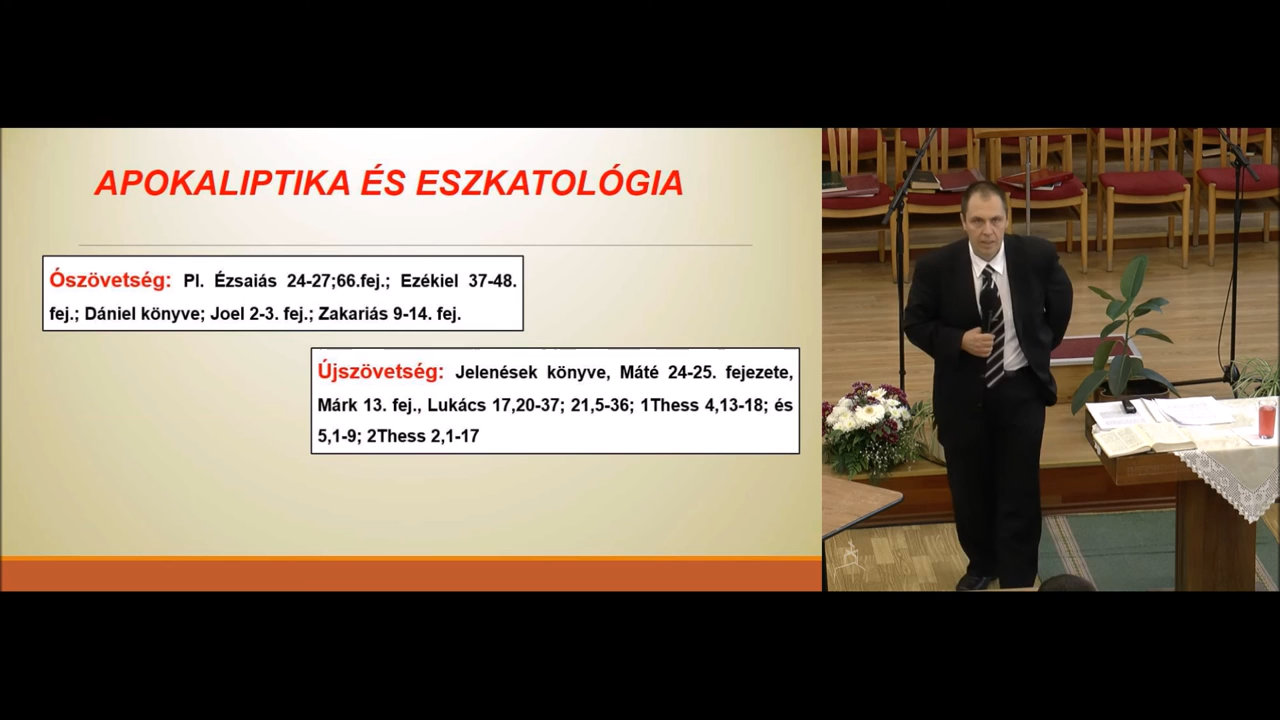 APOKALIPTIKA ÉS ESZKATOLÓGIA
Ószövetség: Pl. Ézsaiás 24-27;66.fej.; Ezékiel 37-48.
fej.; Dániel könyve; Joel 2-3. fej.; Zakariás 9-14. fej.
Újszövetség: Jelenések könyve, Máté 24-25. fejezete,
Márk 13. fej., Lukács 17,20-37; 21,5-36; 1Thess 4,13-18; és
5,1-9; 2Thess 2,1-17